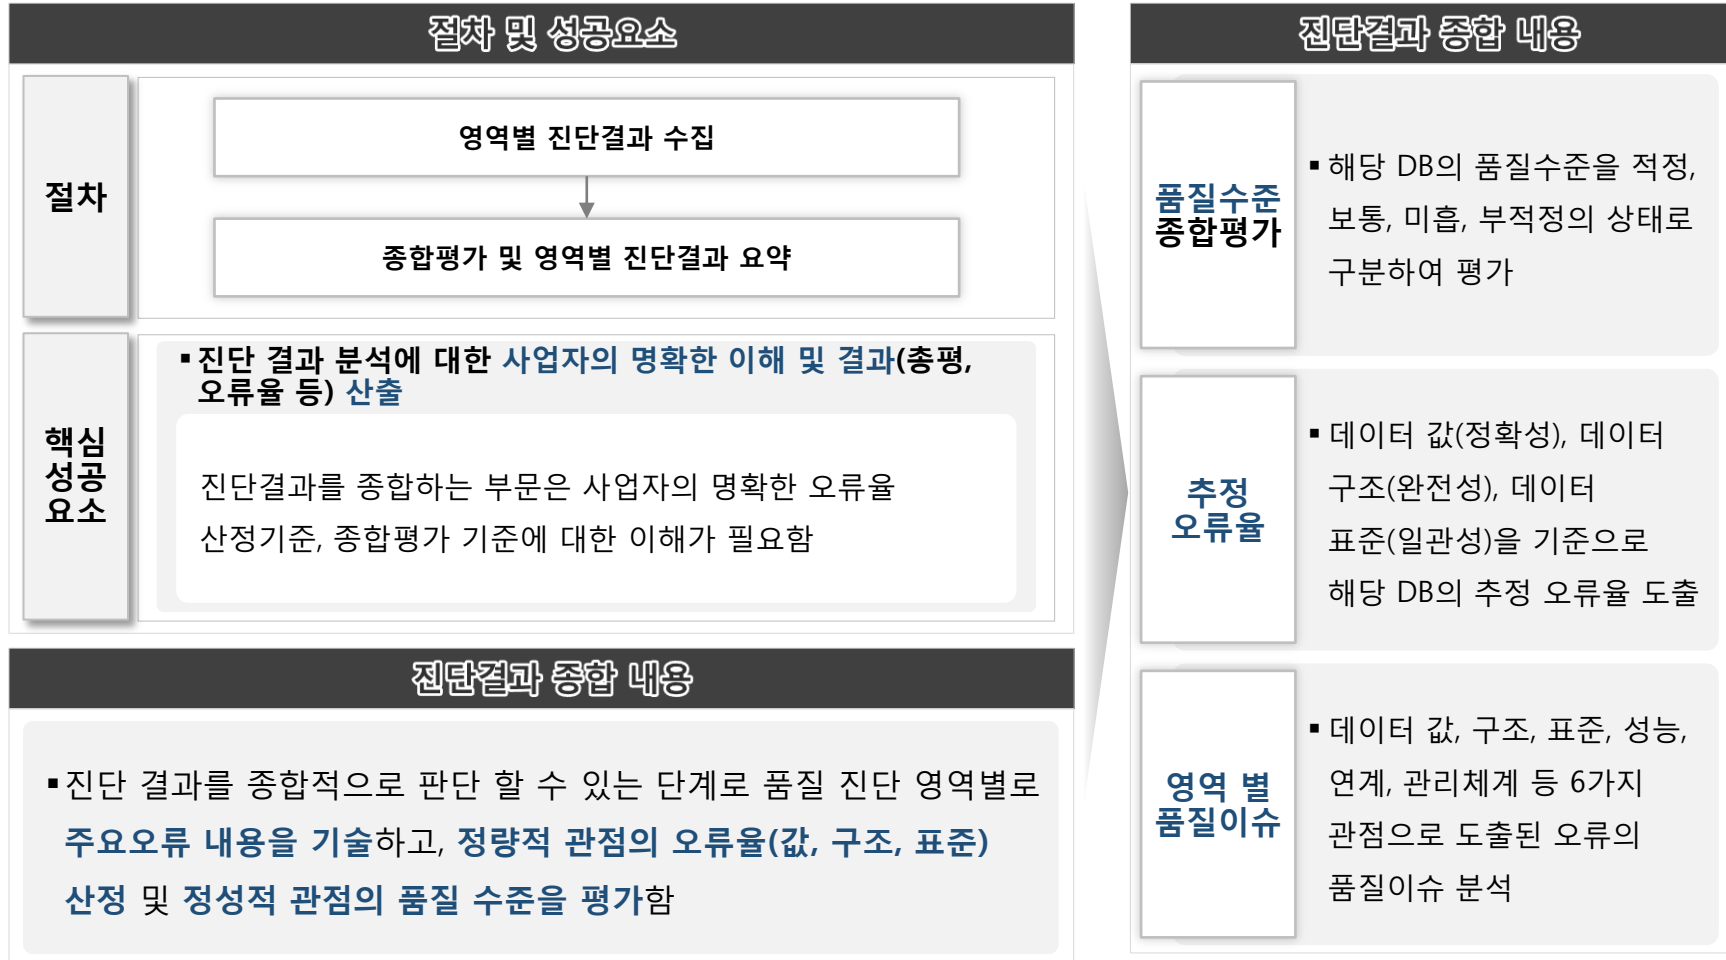 절차 및 성공요소
절차
영역별 진단결과 수집
종합평가 및 영역별 진단결과 요약
핵심
성공
요소
▪ 진단 결과 분석에 대한 사업자의 명확한 이해 및 결과(총평,
오류율 등) 산출
진단결과를 종합하는 부문은 사업자의 명확한 오류율
산정기준, 종합평가 기준에 대한 이해가 필요함
진단결과 종합 내용
▪ 진단 결과를 종합적으로 판단 할 수 있는 단계로 품질 진단 영역별로
주요오류 내용을 기술하고, 정량적 관점의 오류율(값, 구조, 표준)
산정 및 정성적 관점의 품질 수준을 평가함
진단결과 종합 내용
품질수준
종합평가
▪ 해당 DB의 품질수준을 적정,
보통, 미흡, 부적정의 상태로
구분하여 평가
추정
오류율
▪ 데이터 값(정확성), 데이터
구조(완전성), 데이터
표준(일관성)을 기준으로
해당 DB의 추정 오류율 도출
영역 별
품질이슈
▪ 데이터 값, 구조, 표준, 성능,
연계, 관리체계 등 6가지
관점으로 도출된 오류의
품질이슈 분석